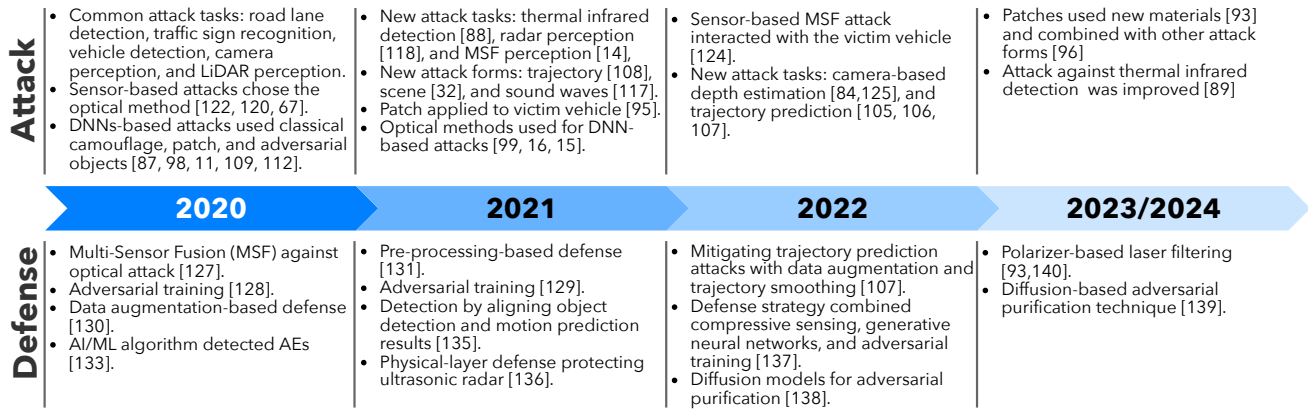 Attack
• Common attack tasks: road lane
detection, traffic sign recognition,
vehicle detection, camera
perception, and LiDAR perception.
• Sensor-based attacks chose the
optical method [122, 120, 67].
• DNNs-based attacks used classical
camouflage, patch, and adversarial
objects [87, 98, 11, 109, 112].
• New attack tasks: thermal infrared
detection [88], radar perception
[118], and MSF perception [14],
• New attack forms: trajectory [108],
scene [32], and sound waves [117].
• Patch applied to victim vehicle [95].
• Optical methods used for DNN-
based attacks [99, 16, 15].
• Sensor-based MSF attack
interacted with the victim vehicle
[124].
• New attack tasks: camera-based
depth estimation [84,125], and
trajectory prediction [105, 106,
107].
• Patches used new materials [93]
and combined with other attack
forms [96]
• Attack against thermal infrared
detection was improved [89]
2020
2021
2022
2023/2024
Defense
• Multi-Sensor Fusion (MSF) against
optical attack [127].
• Adversarial training [128].
• Data augmentation-based defense
[130].
• AI/ML algorithm detected AEs
[133].
• Pre-processing-based defense
[131].
• Adversarial training [129].
• Detection by aligning object
detection and motion prediction
results [135].
• Physical-layer defense protecting
ultrasonic radar [136].
• Mitigating trajectory prediction
attacks with data augmentation and
trajectory smoothing [107].
• Defense strategy combined
compressive sensing, generative
neural networks, and adversarial
training [137].
• Diffusion models for adversarial
purification [138].
• Polarizer-based laser filtering
[93,140].
• Diffusion-based adversarial
purification technique [139].